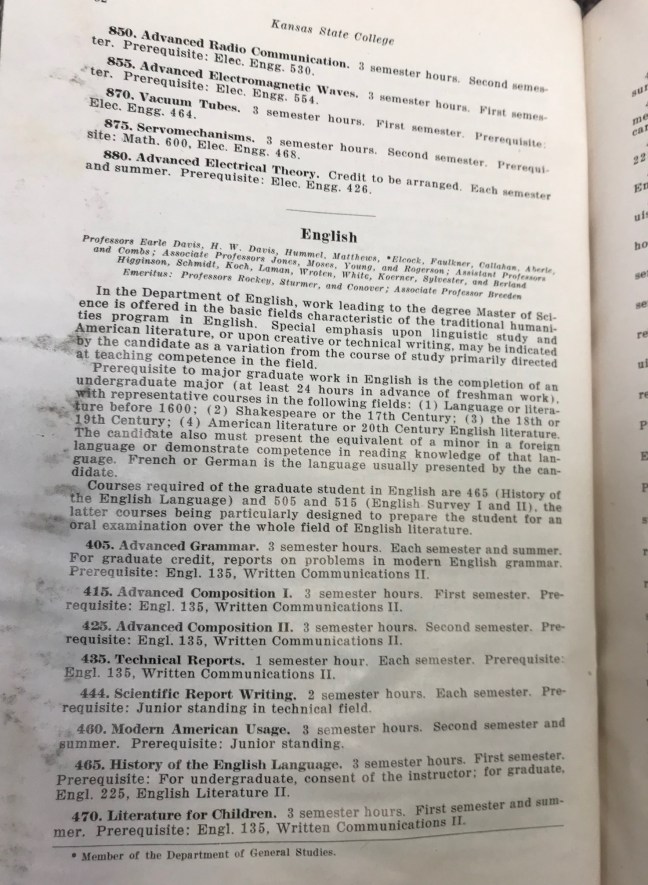 Kansas State College
850. Advanced Radio Communication. 3 semester hours. Second semes-
ter. Prerequisite: Elec. Engg. 530.
855. Advanced Electromagnetic Waves. 3 semester hours. First semes-
ter. Prerequisite: Elec. Engg. 554.
870. Vacuum Tubes. 3 semester hours. First semester. Prerequisite:
Elec. Engg. 464.
875. Servomechanisms. 3 semester hours. Second semester. Prerequi-
site: Math. 600, Elec. Engg. 468.
880. Advanced Electrical Theory. Credit to be arranged. Each semester
and summer. Prerequisite: Elec. Engg. 426.
English
Professors Earle Davis, H. W. Davis, Hummel, Matthews, *Elcock, Faulkner, Callahan, Aberle,
and Combs; Associate Professors Jones, Moses, Young, and Rogerson; Assistant Professors
Higginson, Schmidt, Koch, Laman, Wroten, White, Koerner, Sylvester, and Berland
Emeritus: Professors Rockey, Sturmer, and Conover; Associate Professor Breeden
In the Department of English, work leading to the degree Master of Sci-
ence is offered in the basic fields characteristic of the traditional humani-
ties program in English. Special emphasis upon linguistic study and
American literature, or upon creative or technical writing, may be indicated
by the candidate as a variation from the course of study primarily directed
at teaching competence in the field.
Prerequisite to major graduate work in English is the completion of an
undergraduate major (at least 24 hours in advance of freshman work),
with representative courses in the following fields: (1) Language or litera-
ture before 1600; (2) Shakespeare or the 17th Century; (3) the 18th or
19th Century; (4) American literature or 20th Century English literature.
The candidate also must present the equivalent of a minor in a foreign
language or demonstrate competence in reading knowledge of that lan-
guage. French or German is the language usually presented by the can-
didate.
Courses required of the graduate student in English are 465 (History of
the English Language) and 505 and 515 (English Survey I and II), the
latter courses being particularly designed to prepare the student for an
oral examination over the whole field of English literature.
405. Advanced Grammar. 3 semester hours. Each semester and summer.
For graduate credit, reports on problems in modern English grammar.
Prerequisite: Engl. 135, Written Communications II.
415. Advanced Composition I. 3 semester hours. First semester. Pre-
requisite: Engl. 135, Written Communications II.
425. Advanced Composition II. 3 semester hours. Second semester. Pre-
requisite: Engl. 135, Written Communications II.
435. Technical Reports. 1 semester hour. Each semester. Prerequisite:
Engl. 135, Written Communications II.
444. Scientific Report Writing. 2 semester hours. Each semester. Pre-
requisite: Junior standing in technical field.
460. Modern American Usage. 3 semester hours. Second semester and
summer. Prerequisite: Junior standing.
465. History of the English Language. 3 semester hours. First semester.
Prerequisite: For undergraduate, consent of the instructor; for graduate,
Engl. 225, English Literature II.
470. Literature for Children. 3 semester hours. First semester and sum-
mer. Prerequisite: Engl. 135, Written Communications II.
* Member of the Department of General Studies.